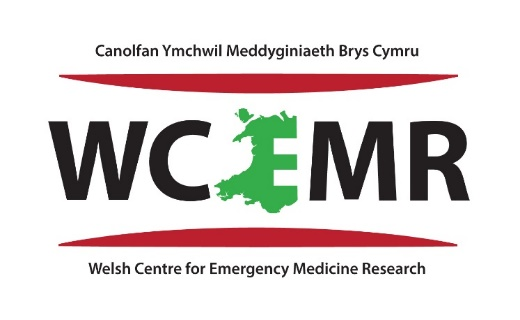 Canolfan Ymchwil Meddyginiaeth Brys Cymru
WCEMR
Welsh Centre for Emergency Medicine Research